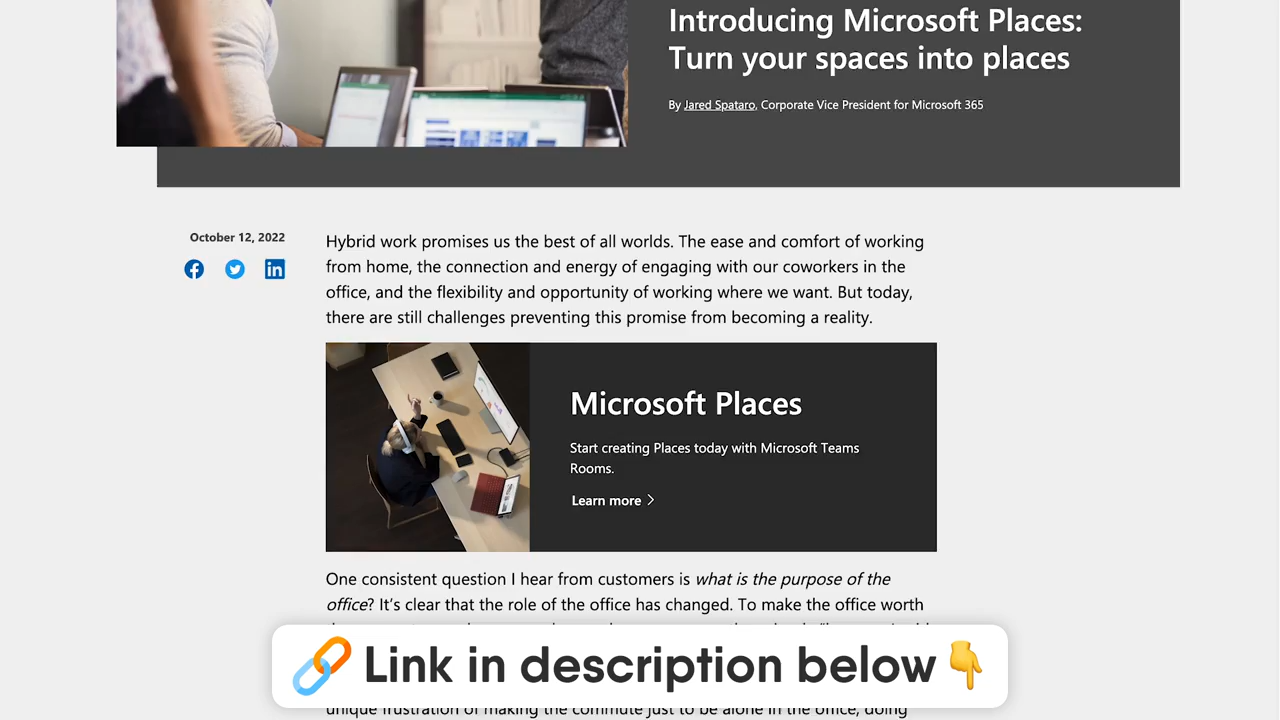 Introducing Microsoft Places:
Turn your spaces into places
By Jared Spataro, Corporate Vice President for Microsoft 365
October 12, 2022
Hybrid work promises us the best of all worlds. The ease and comfort of working
from home, the connection and energy of engaging with our coworkers in the
office, and the flexibility and opportunity of working where we want. But today,
there are still challenges preventing this promise from becoming a reality.
Microsoft Places
Start creating Places today with Microsoft Teams
Rooms.
Learn more
One consistent question I hear from customers is what is the purpose of the
office? It’s clear that the role of the office has changed. To make the office worth
Link in description below
unique frustration of making the commute just to be alone in the office, doing